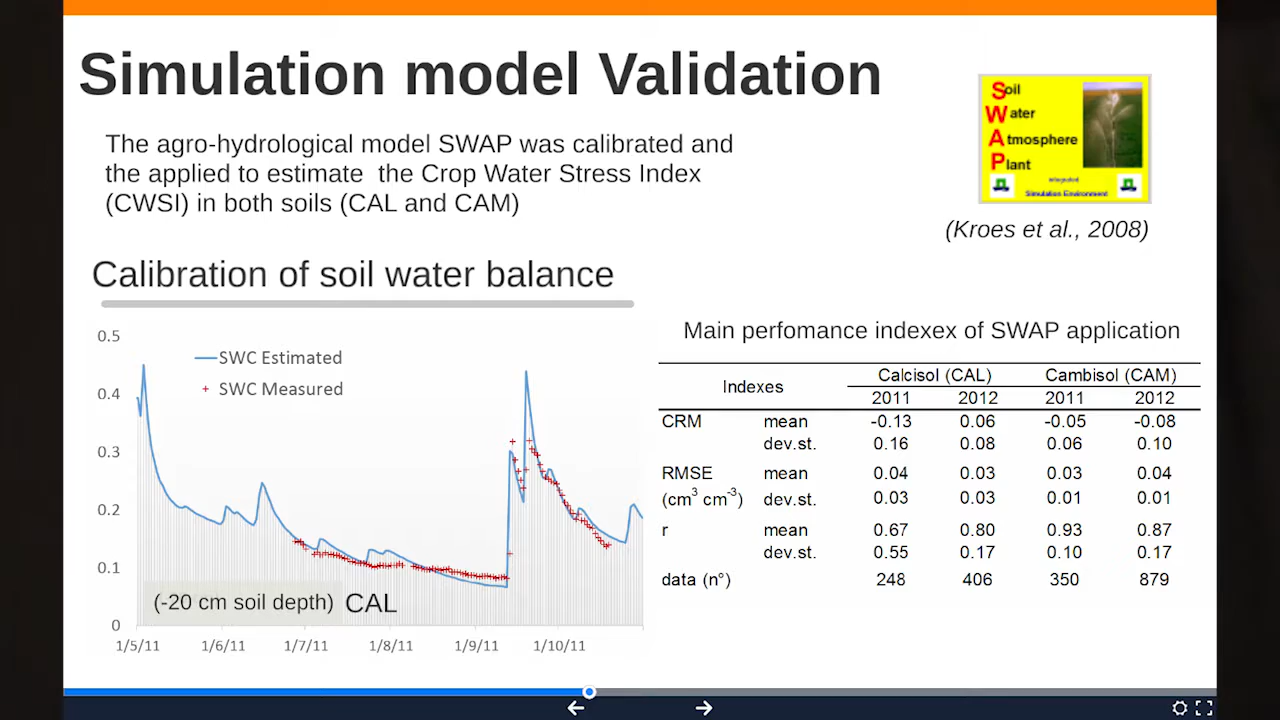 Simulation model Validation
The agro-hydrological model SWAP was calibrated and
the applied to estimate the Crop Water Stress Index
(CWSI) in both soils (CAL and CAM)
Soil
Water
Atmosphere
Plant
integrated
Simulation Environment
(Kroes et al., 2008)
Calibration of soil water balance
0.5
0.4
0.3
0.2
0.1
0
SWC Estimated
SWC Measured
(-20 cm soil depth) CAL
1/5/11 1/6/11 1/7/11 1/8/11 1/9/11 1/10/11
Main perfomance indexex of SWAP application
Indexes Calcisol (CAL) Cambisol (CAM)
2011 2012 2011 2012
CRM mean -0.13 0.06 -0.05 -0.08
dev.st. 0.16 0.08 0.06 0.10
RMSE mean 0.04 0.03 0.03 0.04
(cm3 cm-3) dev.st. 0.03 0.03 0.01 0.01
r mean 0.67 0.80 0.93 0.87
dev.st. 0.55 0.17 0.10 0.17
data (n°) 248 406 350 879